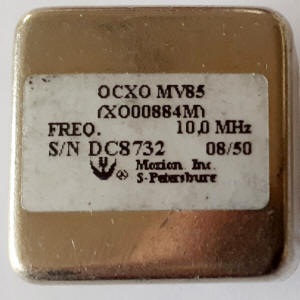 OCXO MV85
(XO00884M)
FREQ. 10,0 MHz
S/N DC8732 08/50
® Morion, Inc.
S-Petersburg